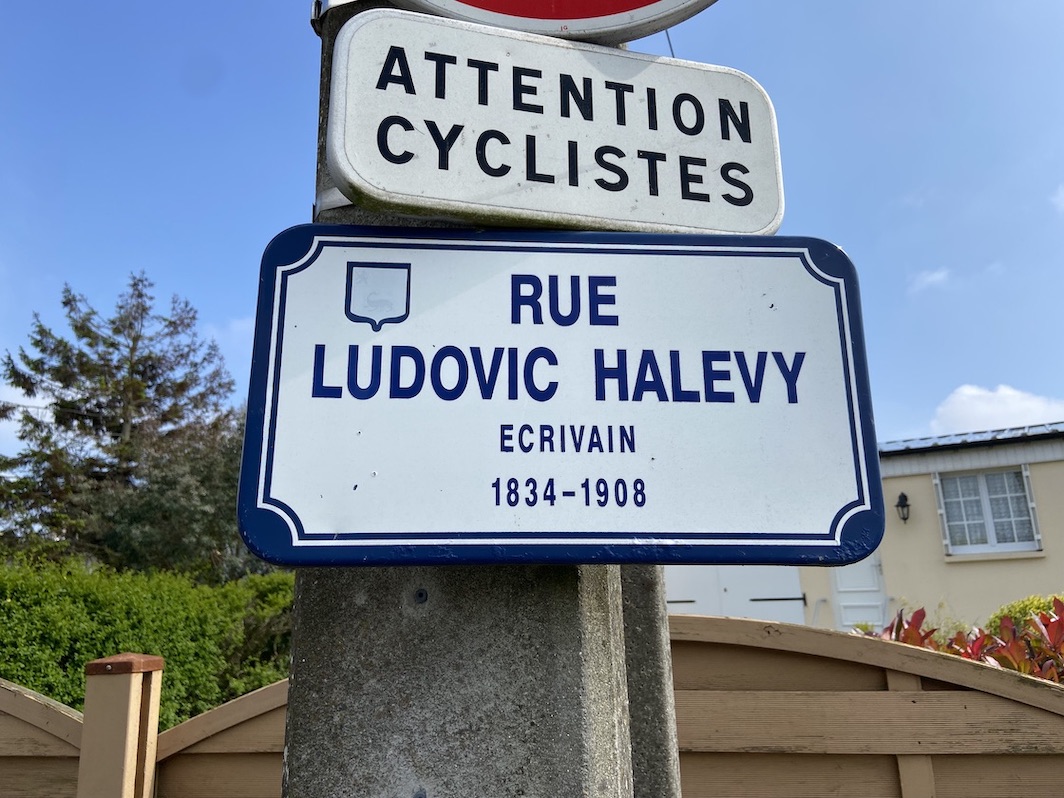 ATTENTION
CYCLISTES
RUE
LUDOVIC HALEVY
ECRIVAIN
1834-1908